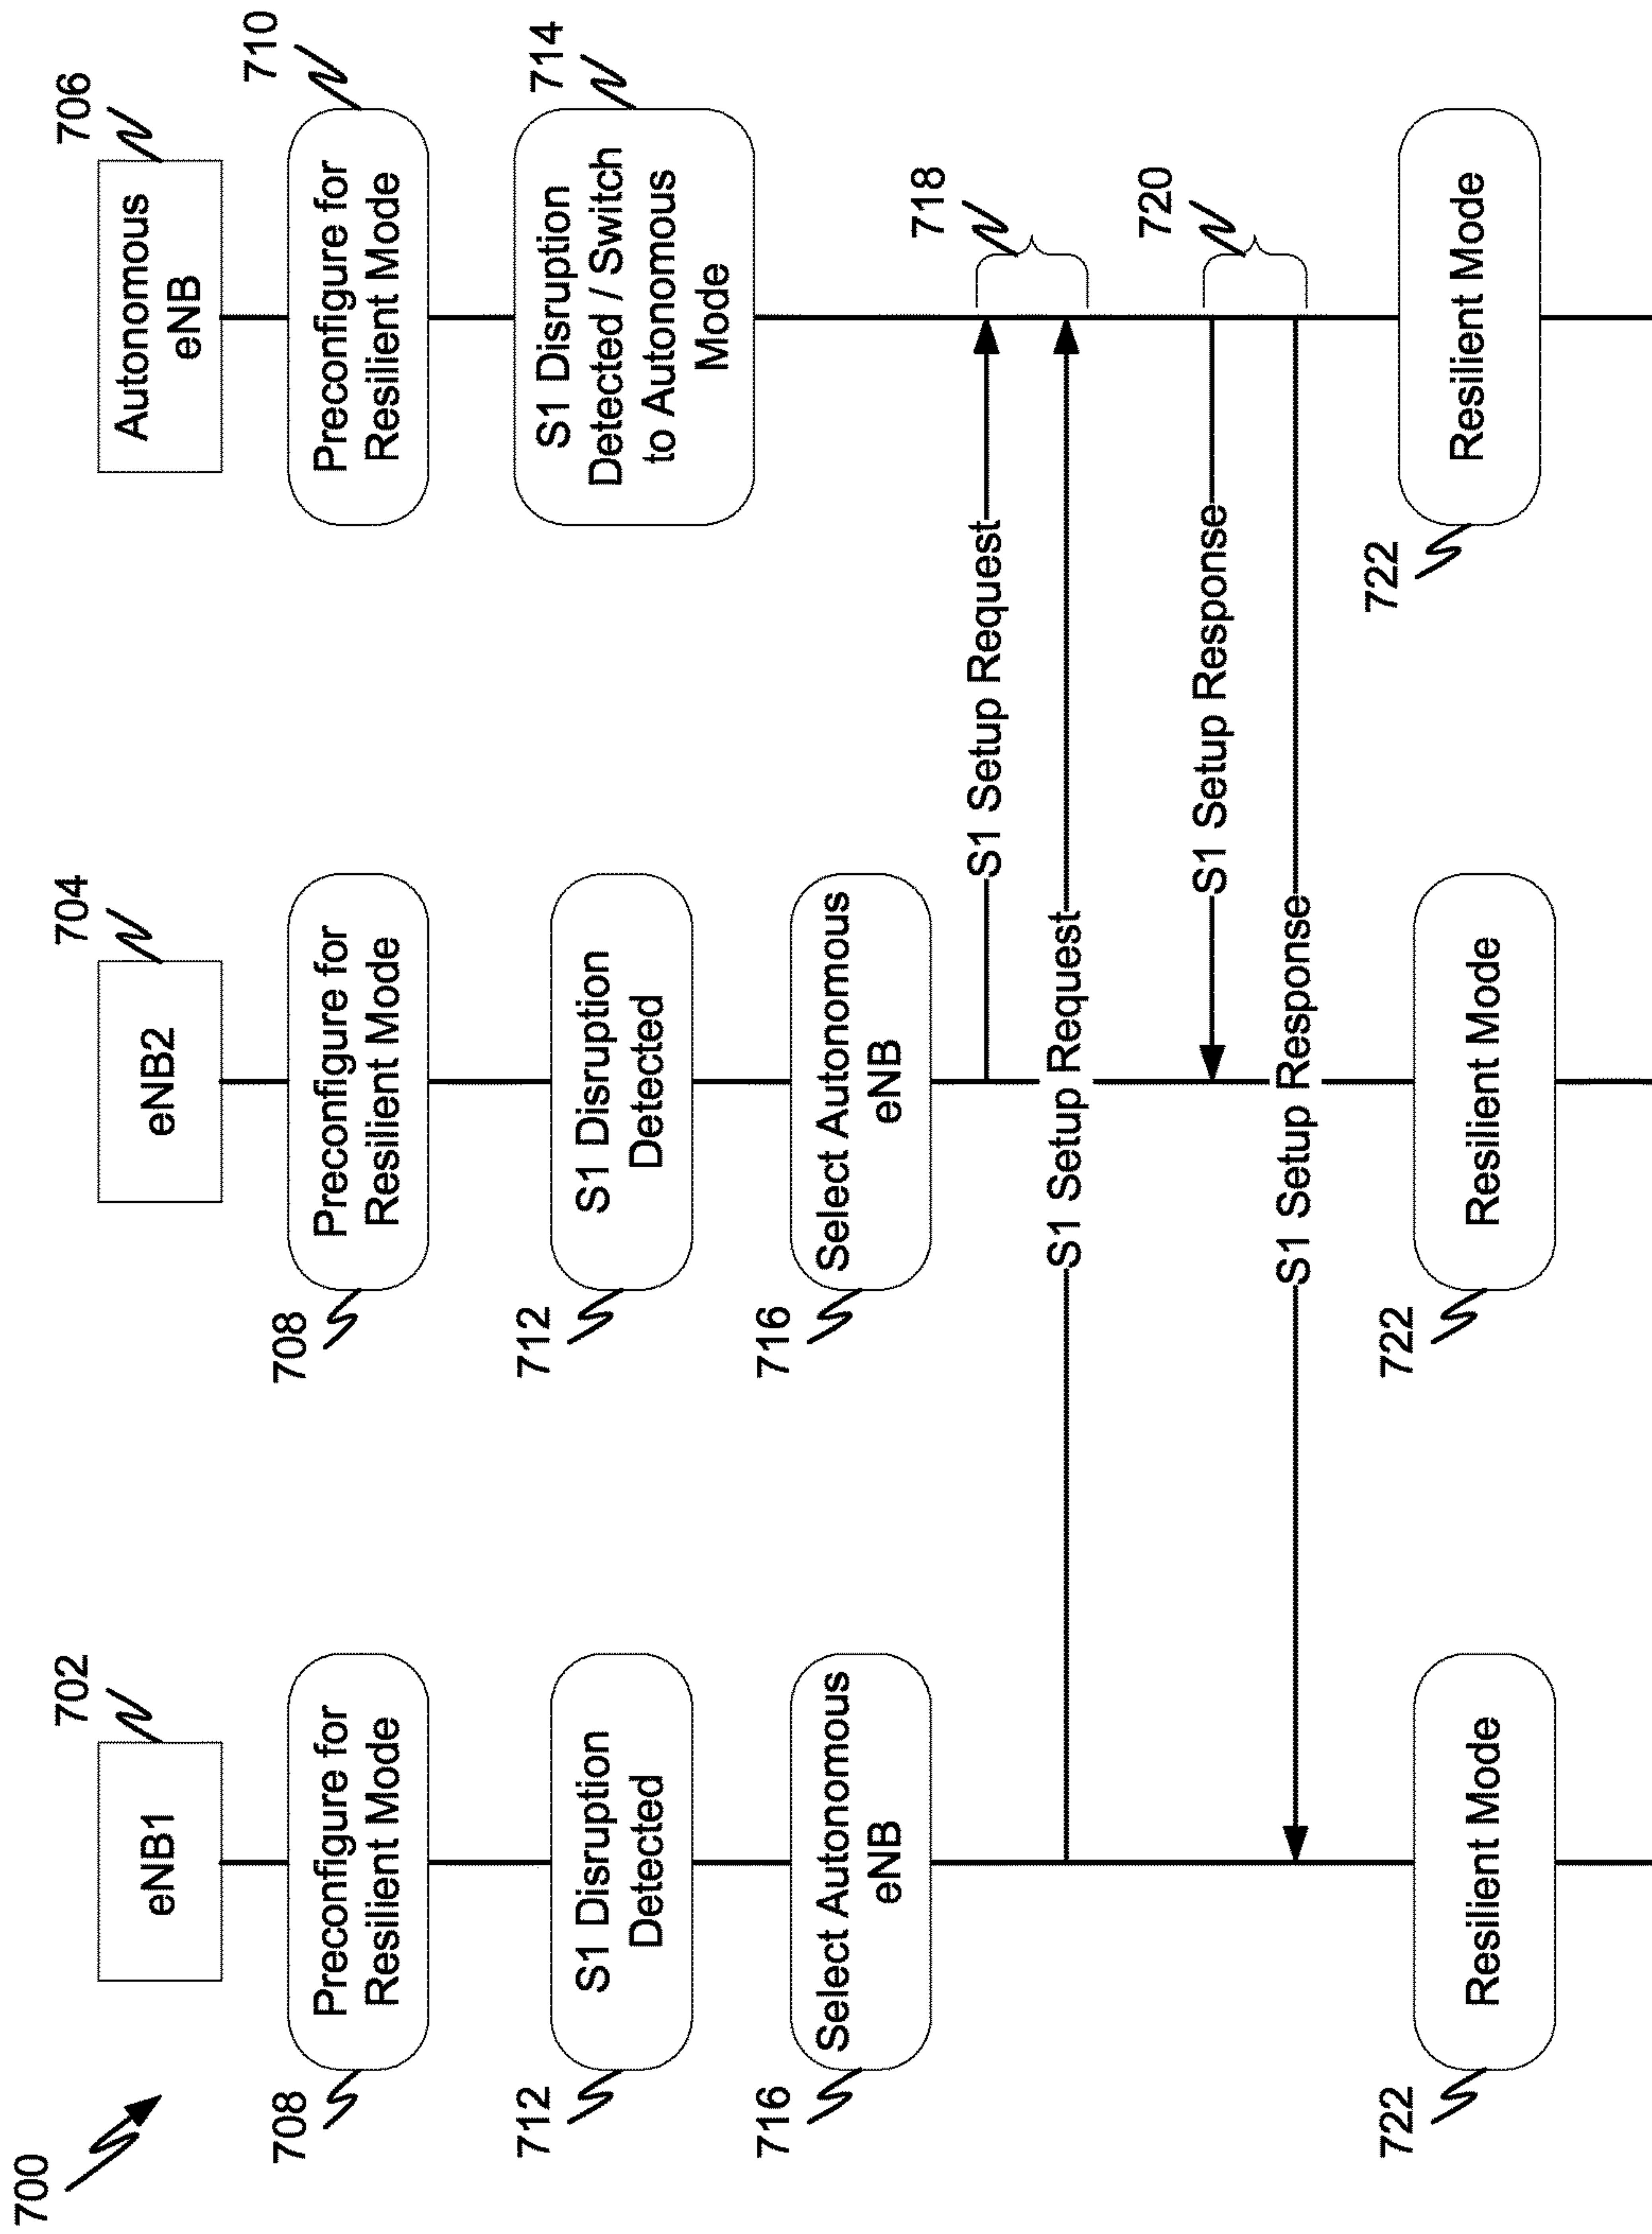 700
702
704
706
eNB1
eNB2
Autonomous
eNB
708
Preconfigure for
Resilient Mode
708
Preconfigure for
Resilient Mode
710
Preconfigure for
Resilient Mode
712
S1 Disruption
Detected
712
S1 Disruption
Detected
714
S1 Disruption
Detected / Switch
to Autonomous
Mode
716
Select Autonomous
eNB
716
Select Autonomous
eNB
718
S1 Setup Request
S1 Setup Request
720
S1 Setup Response
S1 Setup Response
722
Resilient Mode
722
Resilient Mode
722
Resilient Mode